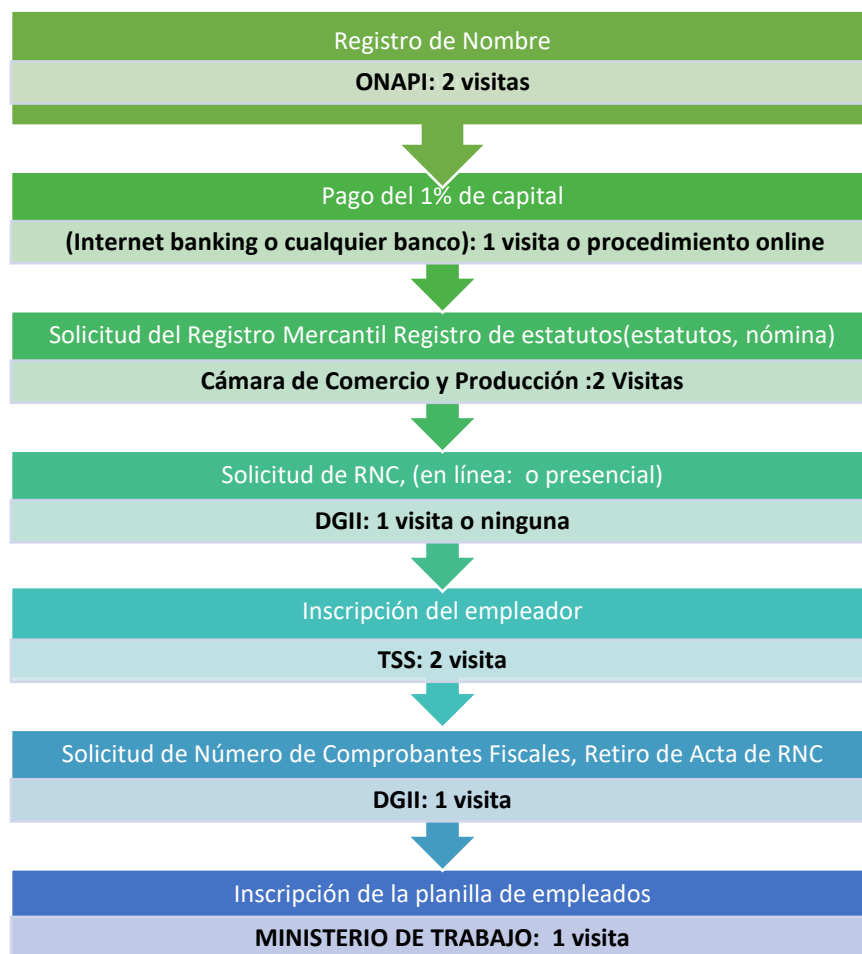 Registro de Nombre
ONAPI: 2 visitas
Pago del 1% de capital
(Internet banking o cualquier banco): 1 visita o procedimiento online
Solicitud del Registro Mercantil Registro de estatutos(estatutos, nómina)
Cámara de Comercio y Producción :2 Visitas
Solicitud de RNC, (en línea:  o presencial)
DGII: 1 visita o ninguna
Inscripción del empleador
TSS: 2 visita
Solicitud de Número de Comprobantes Fiscales, Retiro de Acta de RNC
DGII: 1 visita
Inscripción de la planilla de empleados
MINISTERIO DE TRABAJO:  1 visita